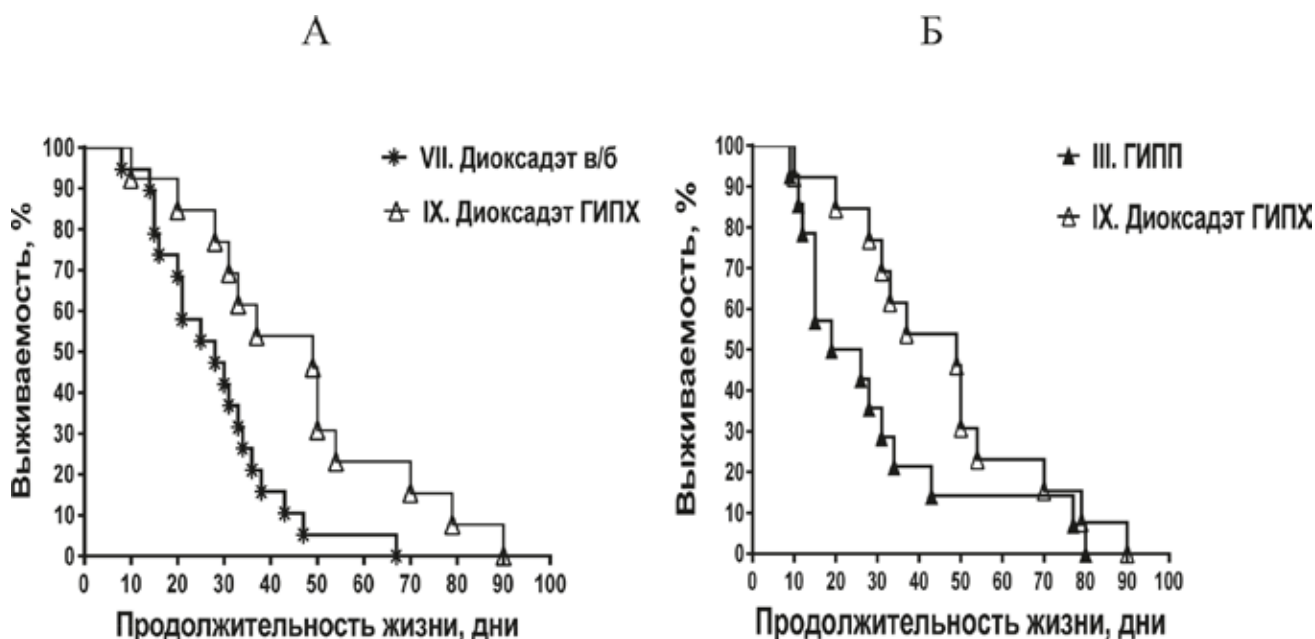 А
Выживаемость, %
100
90
80
70
60
50
40
30
20
10
0
VII. Диоксадэт в/б
IX. Диоксадэт ГИПХ
0 10 20 30 40 50 60 70 80 90 100
Продолжительность жизни, дни
Б
Выживаемость, %
100
90
80
70
60
50
40
30
20
10
0
III. ГИПП
IX. Диоксадэт ГИПХ
0 10 20 30 40 50 60 70 80 90 100
Продолжительность жизни, дни